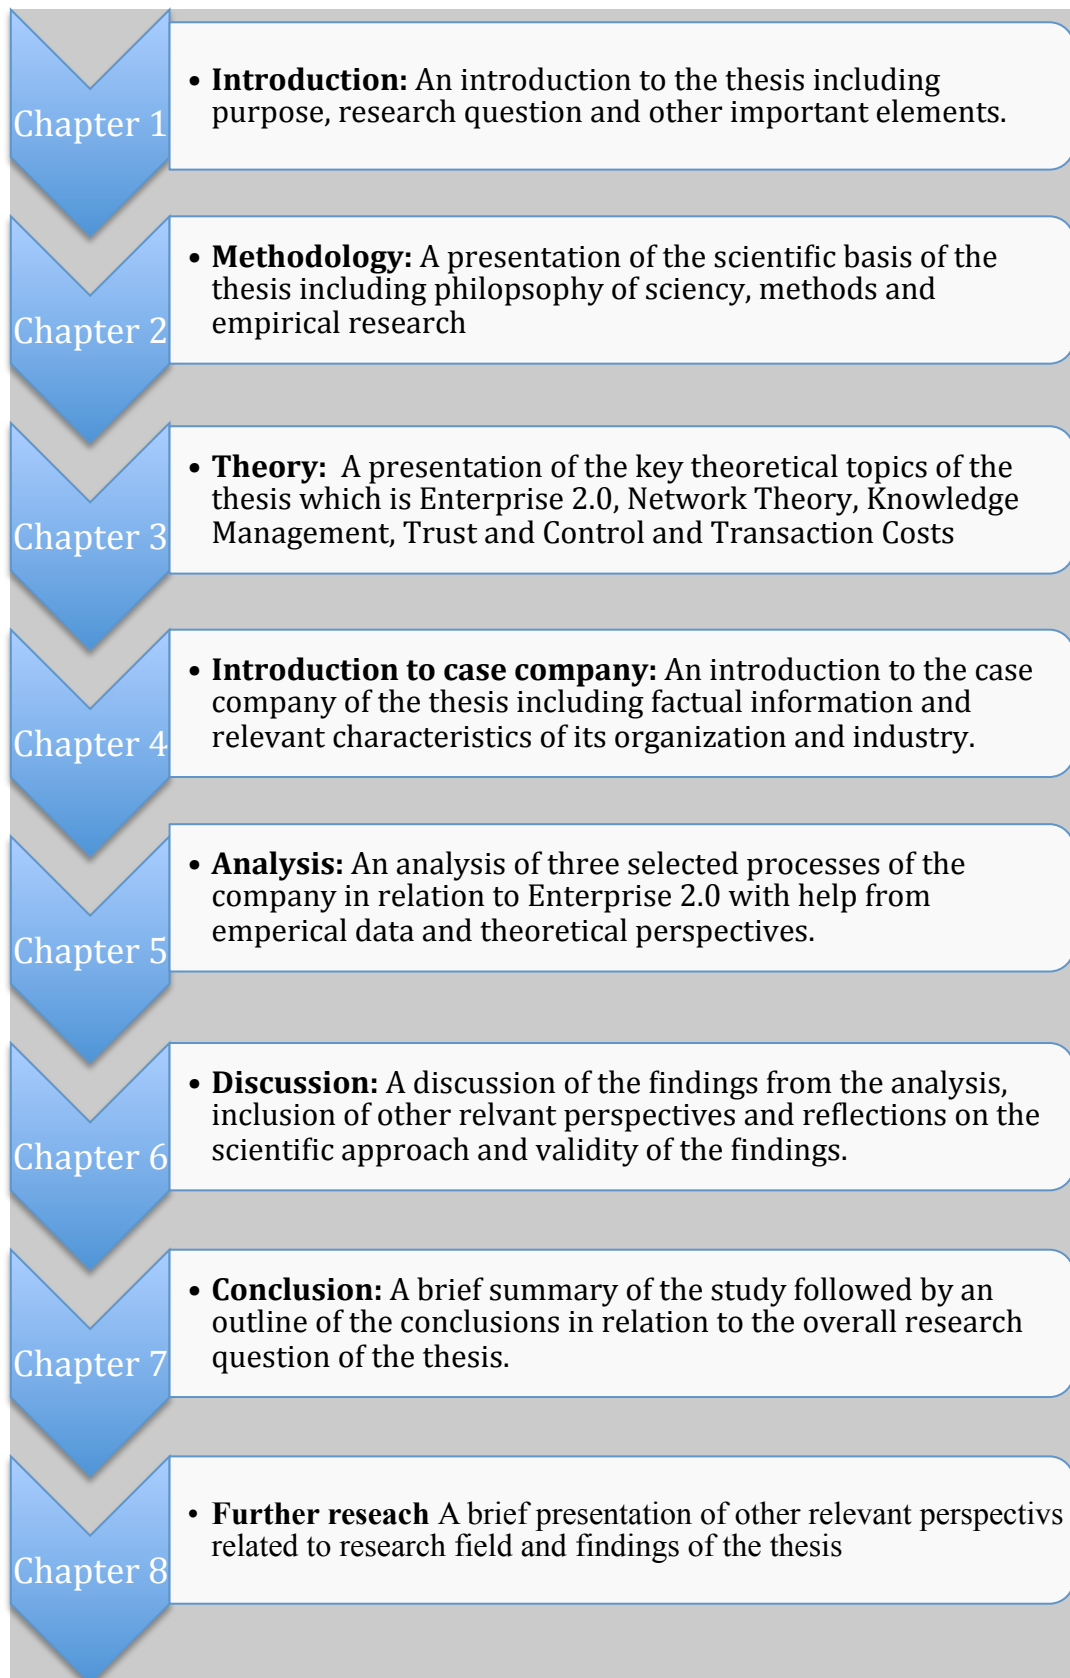 Chapter 1
• Introduction: An introduction to the thesis including
purpose, research question and other important elements.
Chapter 2
• Methodology: A presentation of the scientific basis of the
thesis including philopsophy of sciency, methods and
empirical research
Chapter 3
• Theory: A presentation of the key theoretical topics of the
thesis which is Enterprise 2.0, Network Theory, Knowledge
Management, Trust and Control and Transaction Costs
Chapter 4
• Introduction to case company: An introduction to the case
company of the thesis including factual information and
relevant characteristics of its organization and industry.
Chapter 5
• Analysis: An analysis of three selected processes of the
company in relation to Enterprise 2.0 with help from
emperical data and theoretical perspectives.
Chapter 6
• Discussion: A discussion of the findings from the analysis,
inclusion of other relvant perspectives and reflections on the
scientific approach and validity of the findings.
Chapter 7
• Conclusion: A brief summary of the study followed by an
outline of the conclusions in relation to the overall research
question of the thesis.
Chapter 8
• Further reseach A brief presentation of other relevant perspectivs
related to research field and findings of the thesis